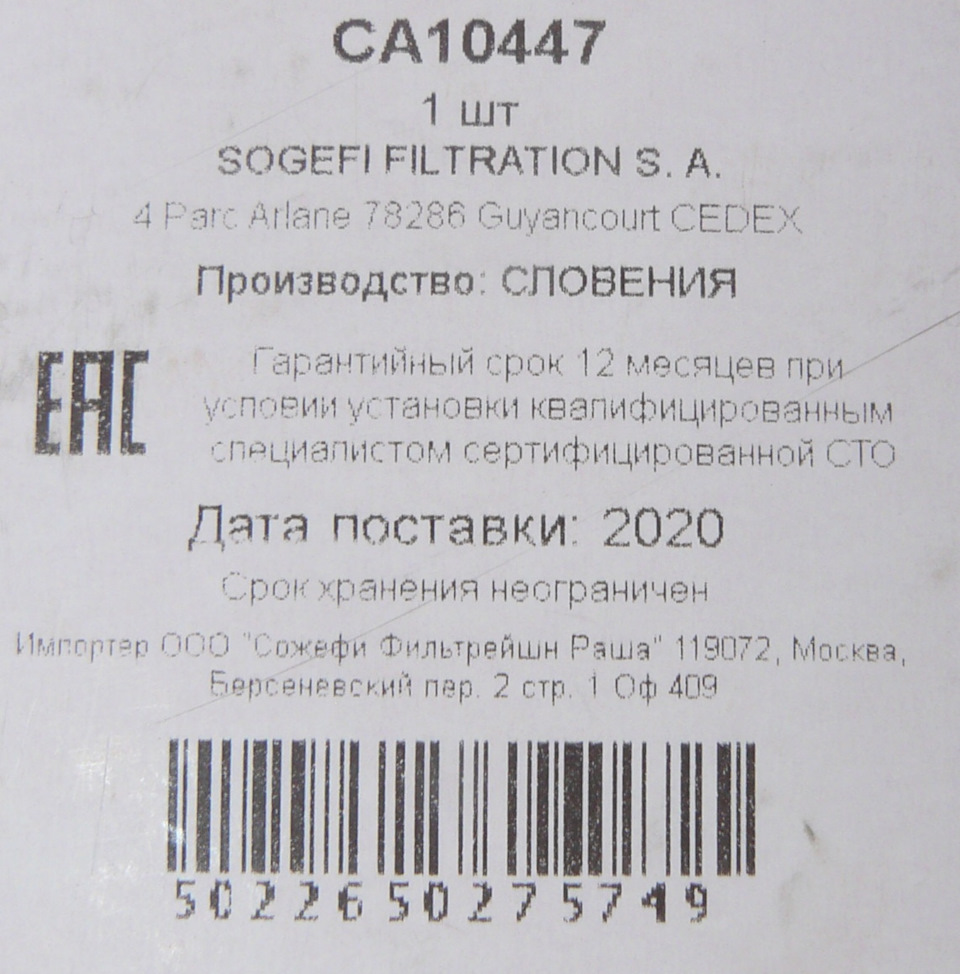 CA10447
1 шт
SOGEFI FILTRATION S. A.
4 Parc Arlane 78286 Guyancourt CEDEX
Производство: СЛОВЕНИЯ
EAC
Гарантийный срок 12 месяцев при
условии установки квалифицированным
специалистом сертифицированной СТО
Дата поставки: 2020
Срок хранения неограничен
Импортер ООО "Сожефи Фильтрейшн Раша" 119072, Москва,
Берсеневский пер. 2 стр. 1 Оф 409
5022650275749